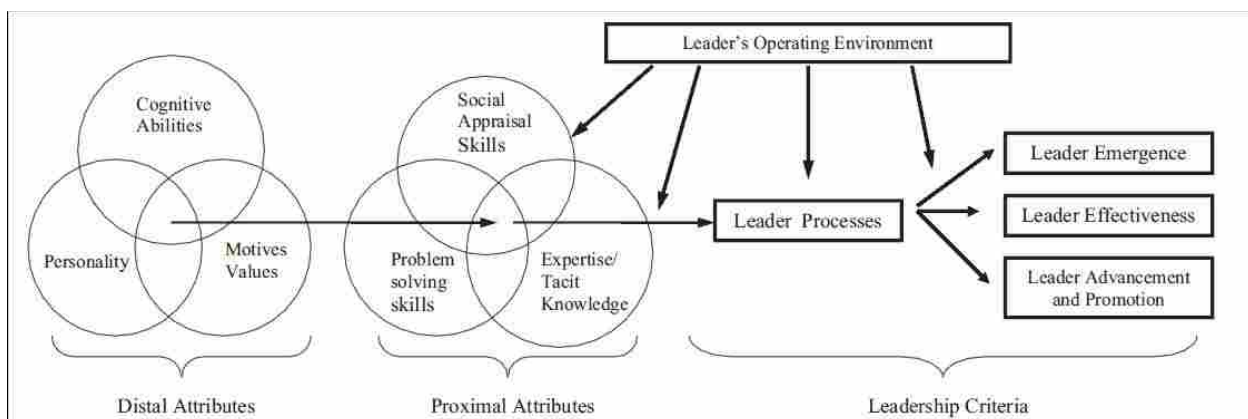 Leader's Operating Environment
Cognitive
Abilities
Personality
Motives
Values
Social
Appraisal
Skills
Problem
solving
skills
Expertise/
Tacit
Knowledge
Leader Processes
Leader Emergence
Leader Effectiveness
Leader Advancement
and Promotion
Distal Attributes
Proximal Attributes
Leadership Criteria